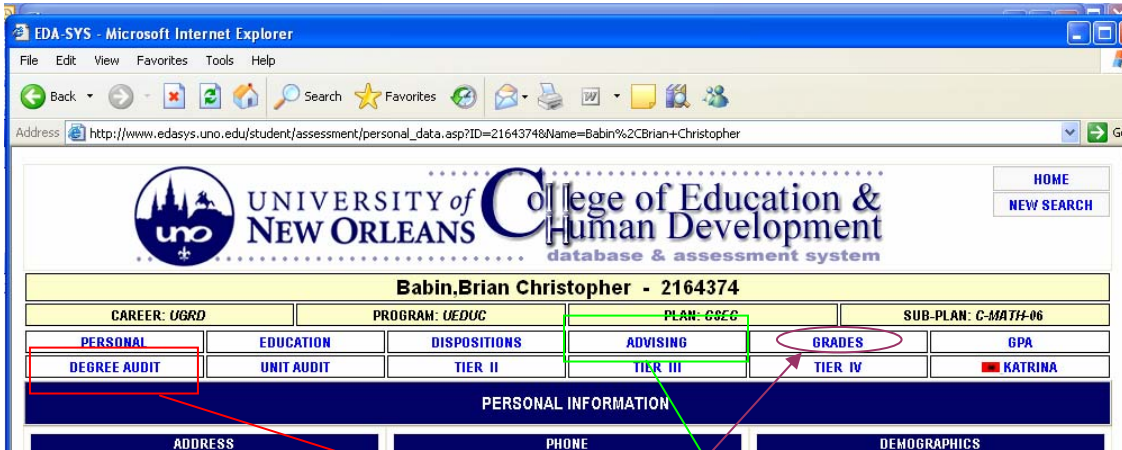 EDA-SYS - Microsoft Internet Explorer
File Edit View Favorites Tools Help
Back Search Favorites
Address http://www.edasys.uno.edu/student/assessment/personal_data.asp?ID=2164374&Name=Babin%2CBrian+Christopher
HOME
NEW SEARCH
uno
UNIVERSITY of NEW ORLEANS
College of Education & Human Development
database & assessment system
Babin,Brian Christopher - 2164374
CAREER: UGRD PROGRAM: UEDUC PLAN: CSEC SUB-PLAN: C-MATH-06
PERSONAL EDUCATION DISPOSITIONS ADVISING GRADES GPA
DEGREE AUDIT UNIT AUDIT TIER II TIER III TIER IV KATRINA
PERSONAL INFORMATION
ADDRESS PHONE DEMOGRAPHICS